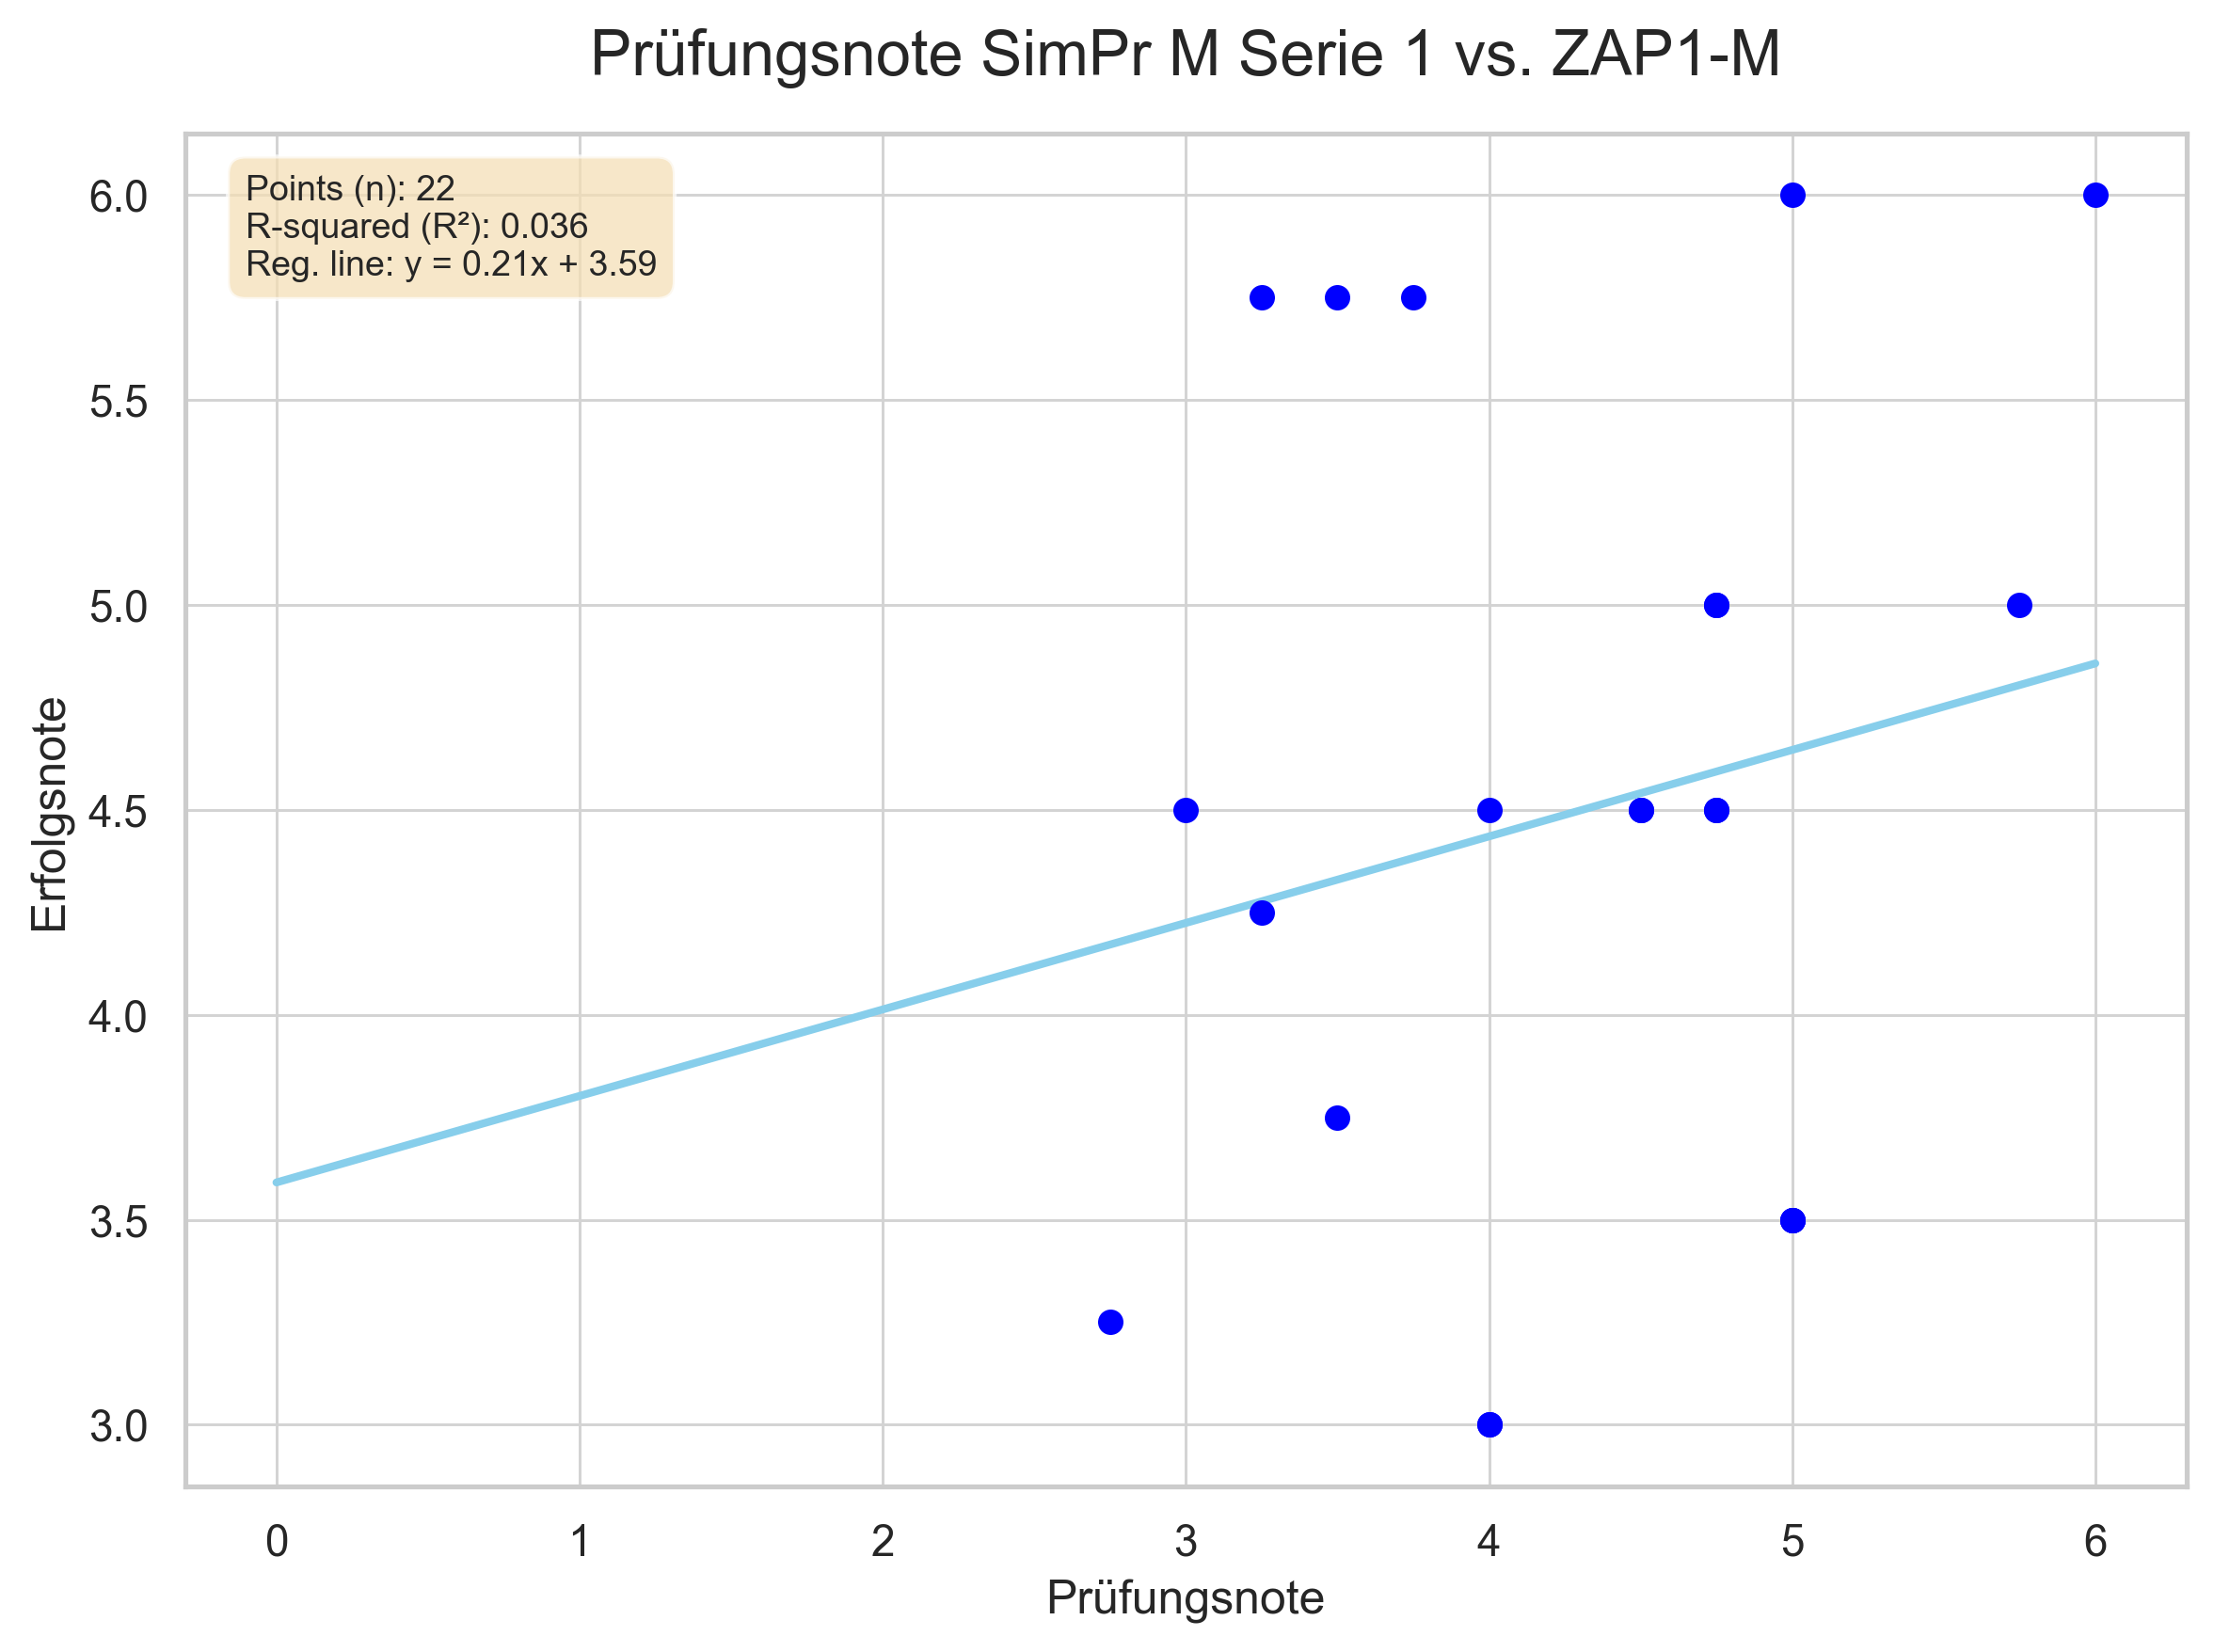 Prüfungsnote SimPr M Serie 1 vs. ZAP1-M
Points (n): 22
R-squared (R²): 0.036
Reg. line: y = 0.21x + 3.59
6.0
5.5
5.0
4.5
4.0
3.5
3.0
Erfolgsnote
0 1 2 3 4 5 6
Prüfungsnote